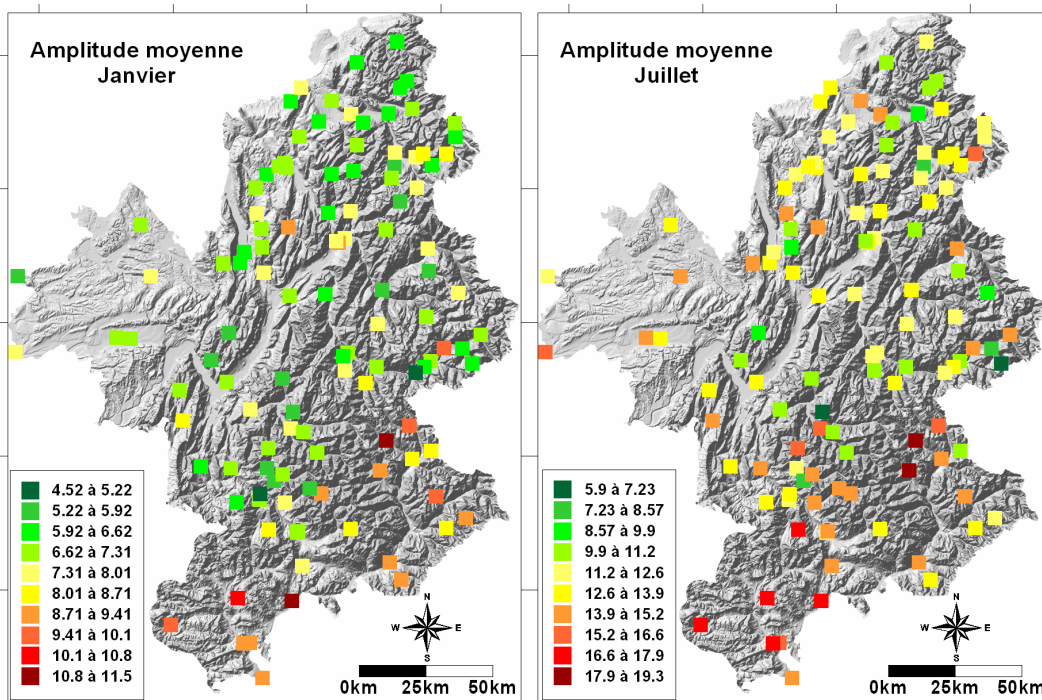 Amplitude moyenne
Janvier
4.52 à 5.22
5.22 à 5.92
5.92 à 6.62
6.62 à 7.31
7.31 à 8.01
8.01 à 8.71
8.71 à 9.41
9.41 à 10.1
10.1 à 10.8
10.8 à 11.5
N
W
E
S
0km
25km
50km
Amplitude moyenne
Juillet
5.9 à 7.23
7.23 à 8.57
8.57 à 9.9
9.9 à 11.2
11.2 à 12.6
12.6 à 13.9
13.9 à 15.2
15.2 à 16.6
16.6 à 17.9
17.9 à 19.3
N
W
E
S
0km
25km
50km